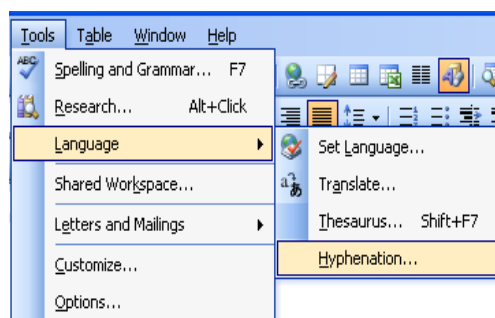 Tools Table Window Help
ABC
Spelling and Grammar... F7
Research... Alt+Click
Language
Set Language...
Shared Workspace...
Translate...
Letters and Mailings
Thesaurus... Shift+F7
Customize...
Hyphenation...
Options...